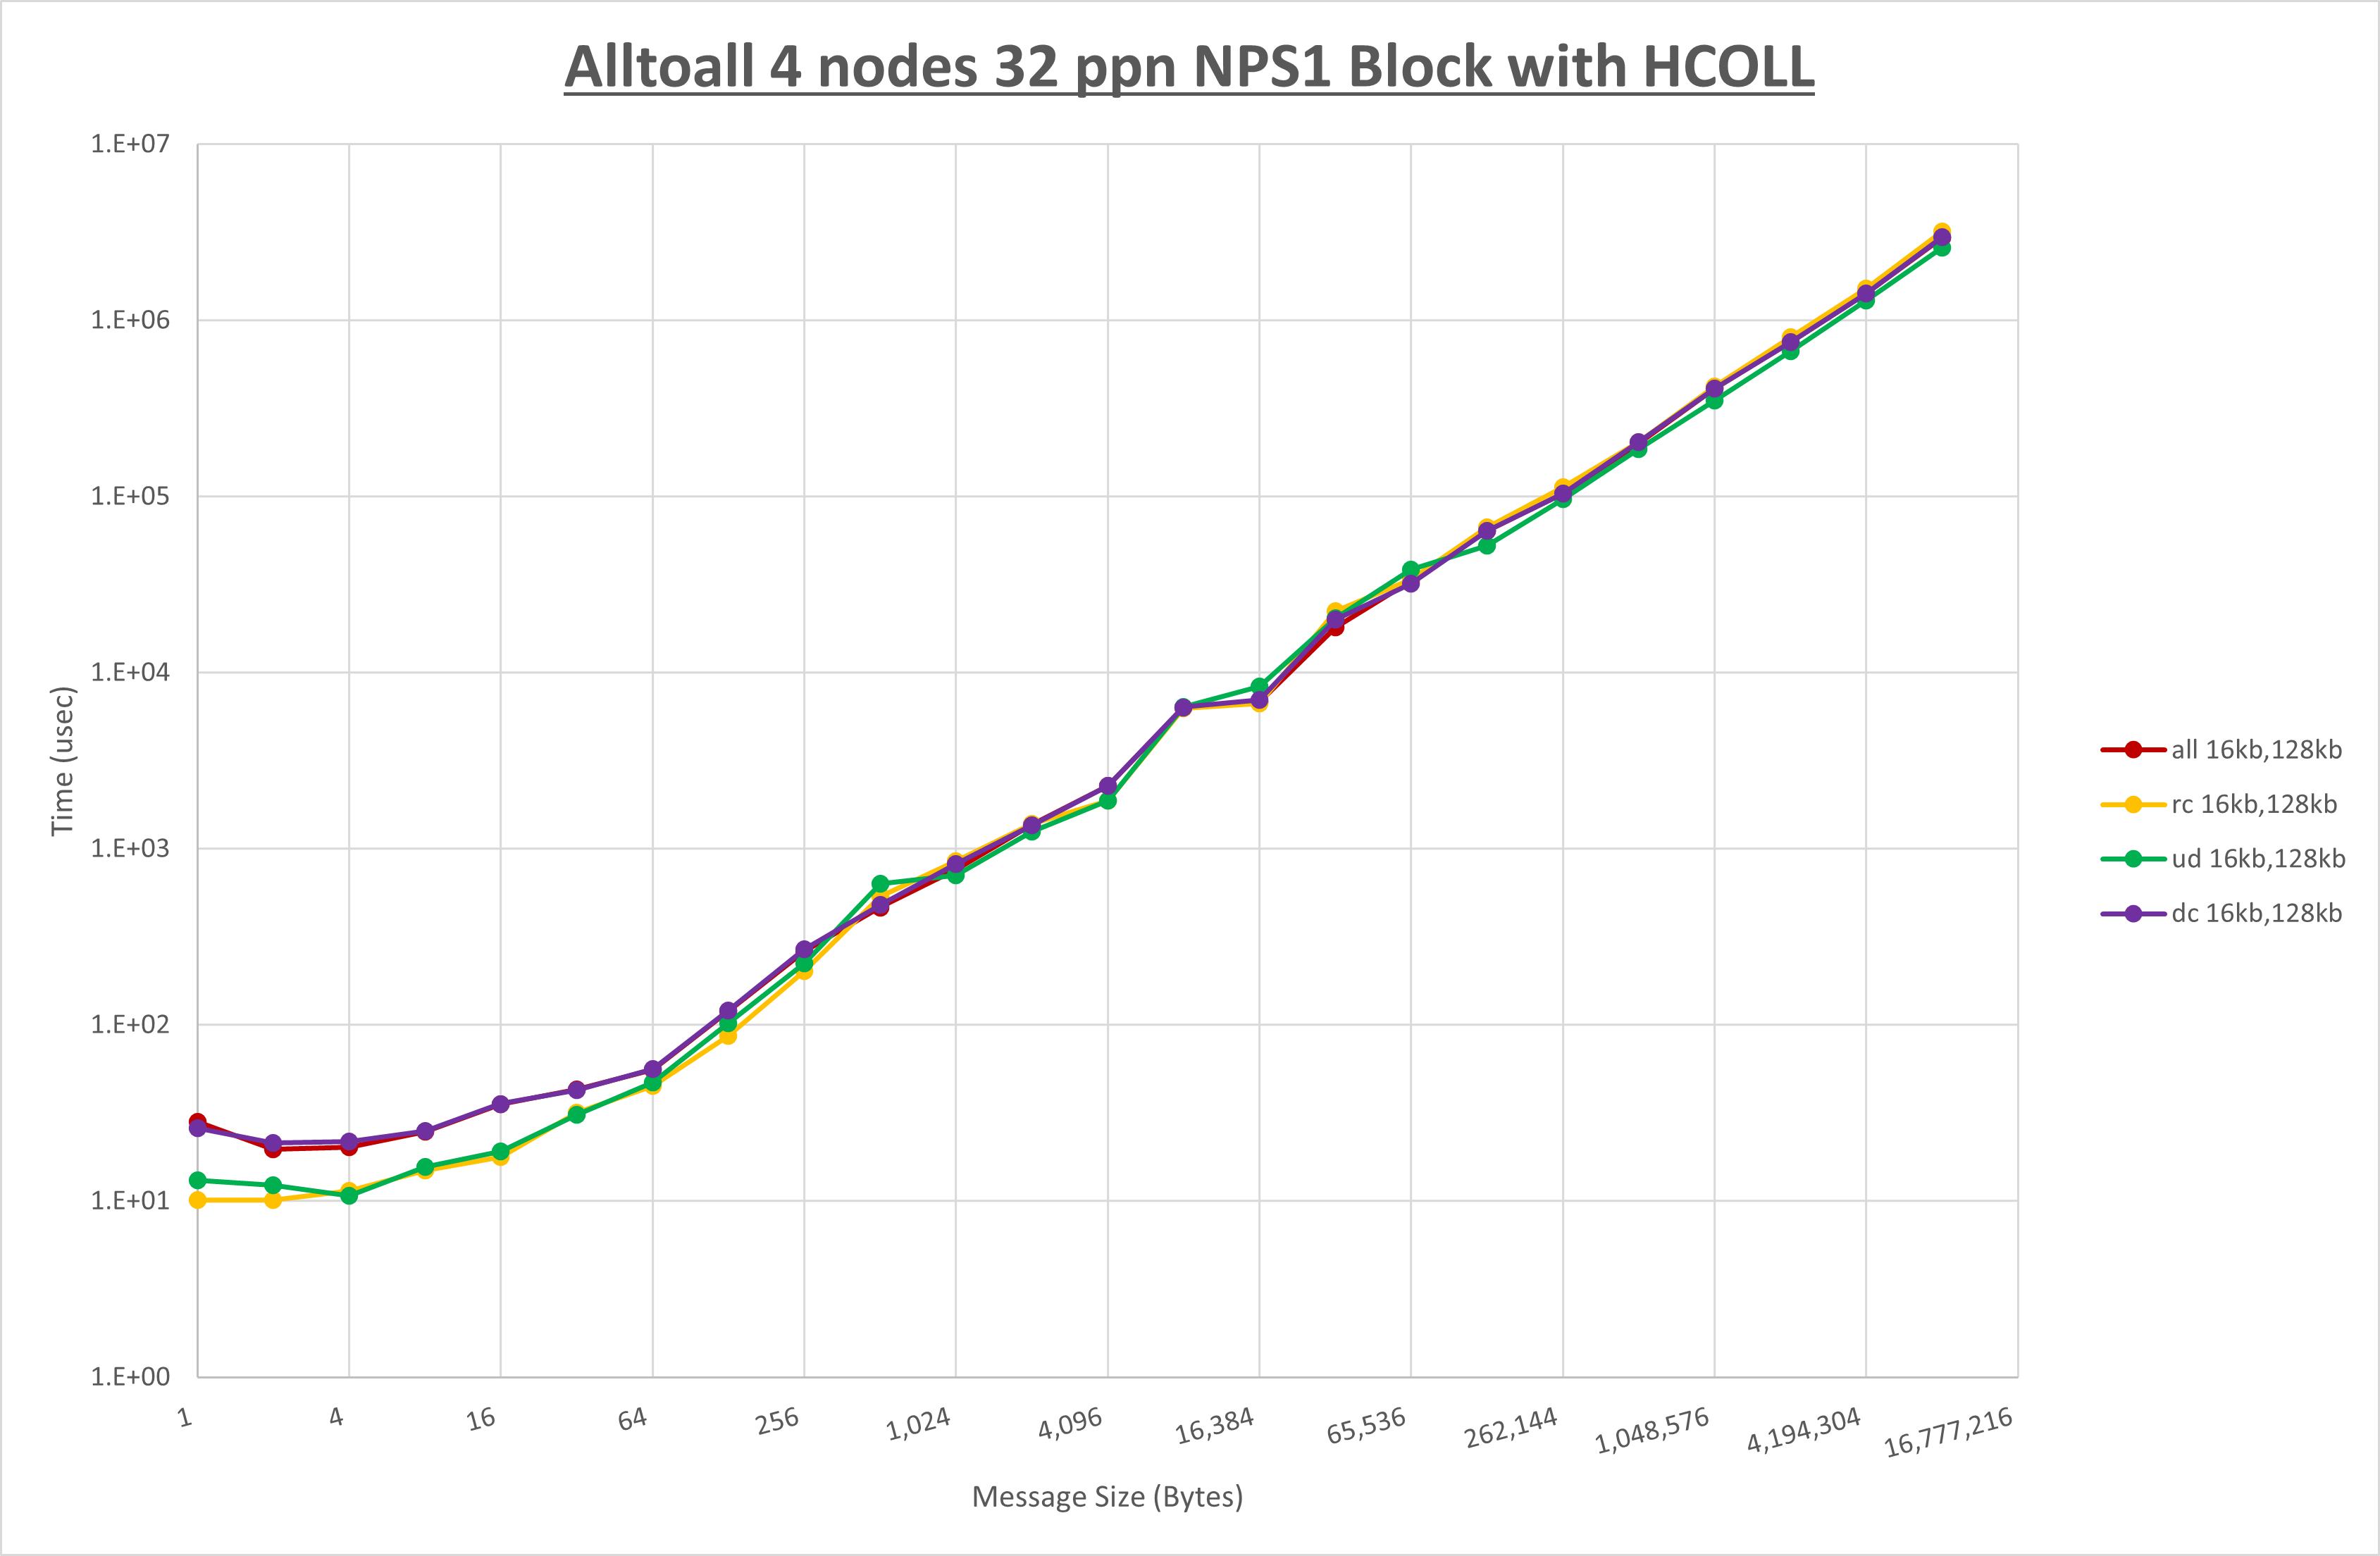 Alltoall 4 nodes 32 ppn NPS1 Block with HCOLL
1.E+07
1.E+06
1.E+05
1.E+04
1.E+03
1.E+02
1.E+01
1.E+00
Time (usec)
1
4
16
64
256
1,024
4,096
16,384
65,536
262,144
1,048,576
4,194,304
16,777,216
Message Size (Bytes)
all 16kb,128kb
rc 16kb,128kb
ud 16kb,128kb
dc 16kb,128kb